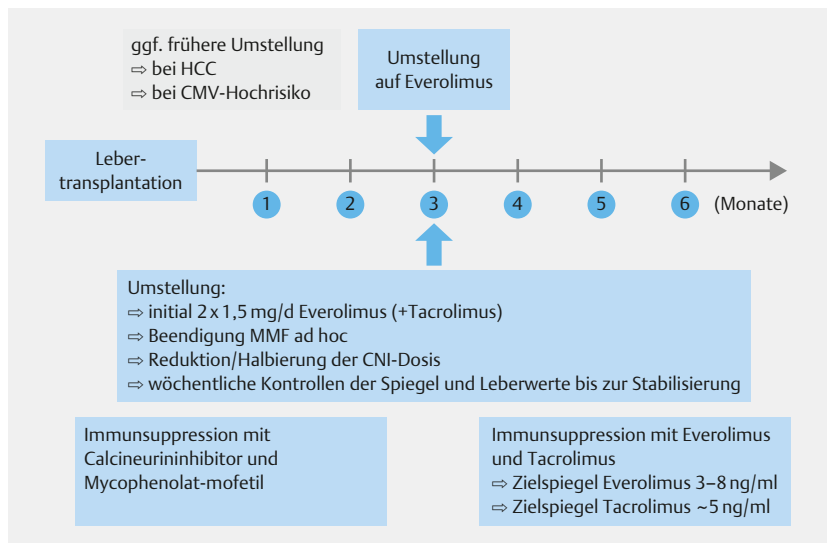 ggf. frühere Umstellung
⇨ bei HCC
⇨ bei CMV-Hochrisiko
Umstellung
auf Everolimus
Leber-
transplantation
1 2 3 4 5 6 (Monate)
Umstellung:
⇨ initial 2 x 1,5 mg/d Everolimus (+Tacrolimus)
⇨ Beendigung MMF ad hoc
⇨ Reduktion/Halbierung der CNI-Dosis
⇨ wöchentliche Kontrollen der Spiegel und Leberwerte bis zur Stabilisierung
Immunsuppression mit
Calcineurininhibitor und
Mycophenolat-mofetil
Immunsuppression mit Everolimus
und Tacrolimus
⇨ Zielspiegel Everolimus 3–8 ng/ml
⇨ Zielspiegel Tacrolimus ~5 ng/ml